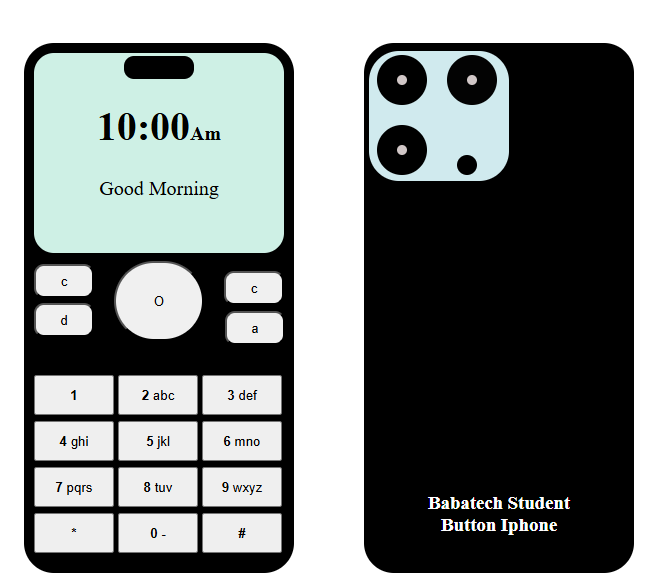 10:00Am
Good Morning
c
O
c
d
a
1
2 abc
3 def
4 ghi
5 jkl
6 mno
7 pqrs
8 tuv
9 wxyz
*
0 -
#
Babatech Student
Button Iphone